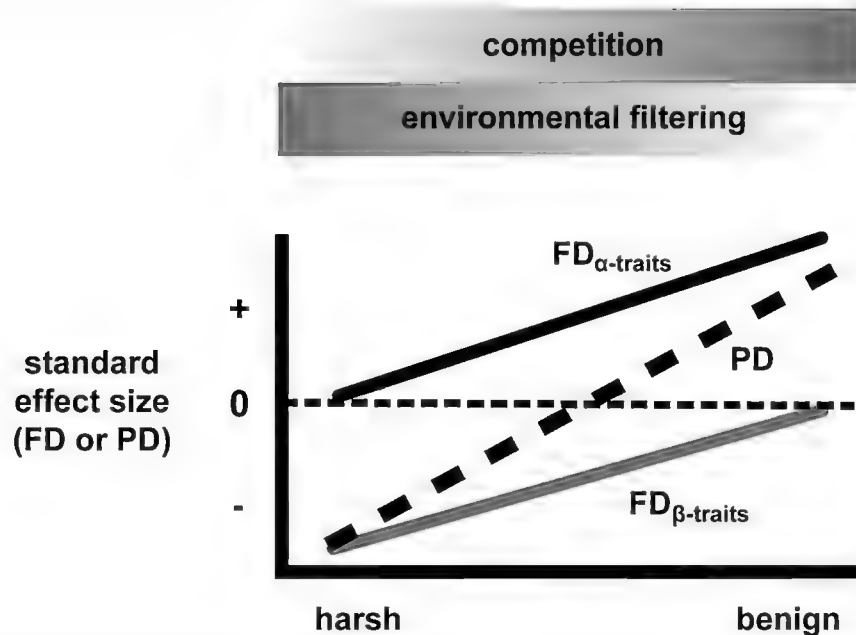 competition
environmental filtering
FDα-traits
+
PD
standard
effect size
(FD or PD)
0
-
FDβ-traits
harsh
benign